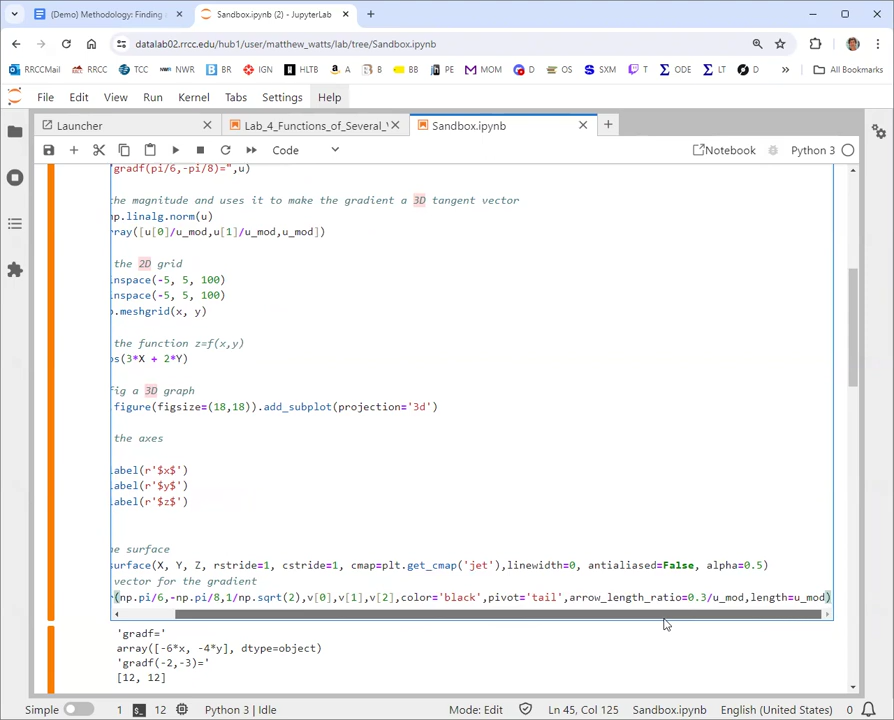 (Demo) Methodology: Finding
Sandbox.ipynb (2) - JupyterLab
datalab02.rrcc.edu/hub1/user/matthew_watts/lab/tree/Sandbox.ipynb
RRCCMail RRCC TCC NWR BR IGN HLTB A B BB PE MOM D OS SXM T ODE LT D All Bookmarks
File Edit View Run Kernel Tabs Settings Help
Launcher Lab_4_Functions_of_Several_V Sandbox.ipynb
Code Notebook Python 3
"gradf(pi/6,-pi/8)=",u)
the magnitude and uses it to make the gradient a 3D tangent vector
np.linalg.norm(u)
rray([u[0]/u_mod,u[1]/u_mod,u_mod])
the 2D grid
inspace(-5, 5, 100)
inspace(-5, 5, 100)
p.meshgrid(x, y)
the function z=f(x,y)
os(3*X + 2*Y)
fig a 3D graph
.figure(figsize=(18,18)).add_subplot(projection='3d')
the axes
label(r'$x$')
label(r'$y$')
label(r'$z$')
he surface
surface(X, Y, Z, rstride=1, cstride=1, cmap=plt.get_cmap('jet'),linewidth=0, antialiased=False, alpha=0.5)
vector for the gradient
r(np.pi/6,-np.pi/8,1/np.sqrt(2),v[0],v[1],v[2],color='black',pivot='tail',arrow_length_ratio=0.3/u_mod,length=u_mod)
'gradf='
array([-6*x, -4*y], dtype=object)
'gradf(-2,-3)='
[12, 12]
Simple 1 12 Python 3 | Idle Mode: Edit Ln 45, Col 125 Sandbox.ipynb English (United States) 0